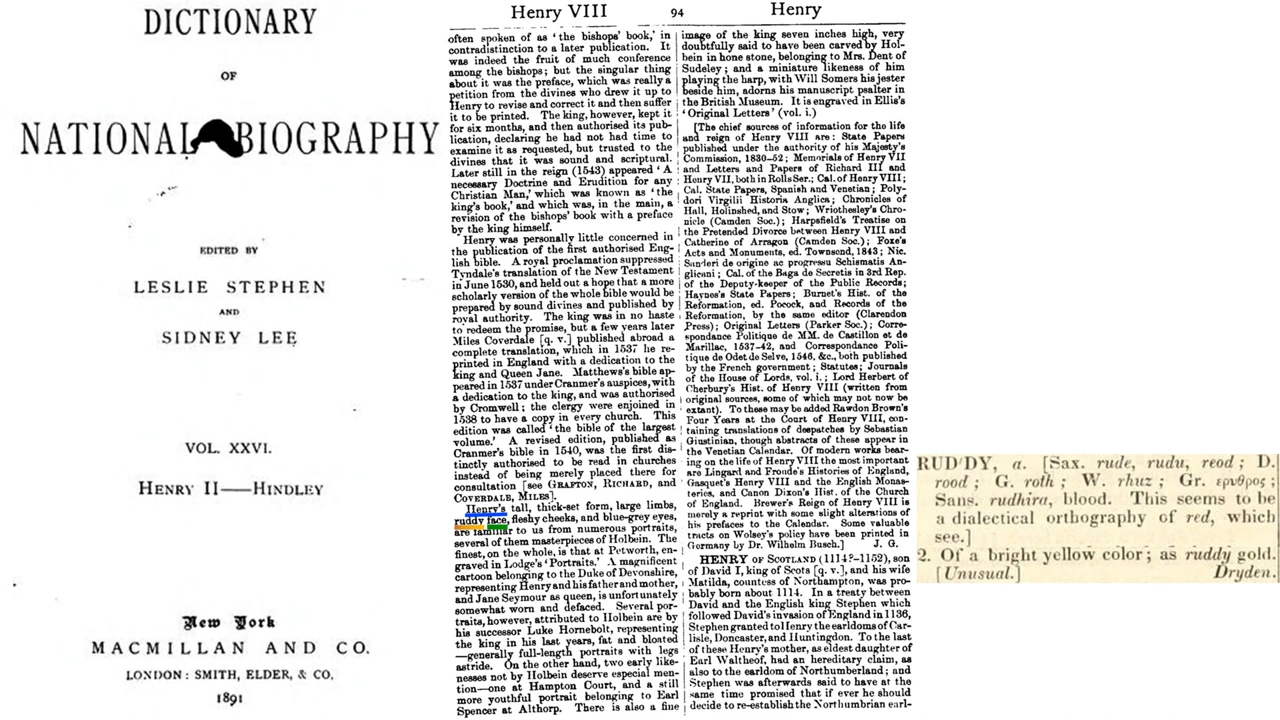 DICTIONARY
OF
NATIONAL BIOGRAPHY
EDITED BY
LESLIE STEPHEN
AND
SIDNEY LEE
VOL. XXVI.
HENRY II——HINDLEY
New York
MACMILLAN AND CO.
LONDON: SMITH, ELDER, & CO.
1891
Henry VIII 94 Henry
often spoken of as ‘the bishops' book,’ in
contradistinction to a later publication. It
was indeed the fruit of much conference
among the bishops; but the singular thing
about it was the preface, which was really a
petition from the divines who drew it up to
Henry to revise and correct it and then suffer
it to be printed. The king, however, kept it
for six months, and then authorised its pub-
lication, declaring he had not had time to
examine it as requested, but trusted to the
divines that it was sound and scriptural.
Later still in the reign (1543) appeared ‘A
necessary Doctrine and Erudition for any
Christian Man,’ which was known as ‘the
king's book,’ and which was, in the main, a
revision of the bishops' book with a preface
by the king himself.
Henry was personally little concerned in
the publication of the first authorised Eng-
lish bible. A royal proclamation suppressed
Tyndale's translation of the New Testament
in June 1530, and held out a hope that a more
scholarly version of the whole bible would be
prepared by sound divines and published by
royal authority. The king was in no haste
to redeem the promise, but a few years later
Miles Coverdale [q. v.] published abroad a
complete translation, which in 1537 he re-
printed in England with a dedication to the
king and Queen Jane. Matthews's bible ap-
peared in 1537 under Cranmer's auspices, with
a dedication to the king, and was authorised
by Cromwell; the clergy were enjoined in
1538 to have a copy in every church. This
edition was called ‘the bible of the largest
volume.’ A revised edition, published as
Cranmer's bible in 1540, was the first dis-
tinctly authorised to be read in churches
instead of being merely placed there for
consultation [see GRAFTON, RICHARD, and
COVERDALE, MILES].
Henry's tall, thick-set form, large limbs,
ruddy face, fleshy cheeks, and blue-grey eyes,
are familiar to us from numerous portraits,
several of them masterpieces of Holbein. The
finest, on the whole, is that at Petworth, en-
graved in Lodge's ‘Portraits.’ A magnificent
cartoon belonging to the Duke of Devonshire,
representing Henry and his father and mother,
and Jane Seymour as queen, is unfortunately
somewhat worn and defaced. Several por-
traits, however, attributed to Holbein are by
his successor Luke Hornebolt, representing
the king in his last years, fat and bloated
—generally full-length portraits with legs
astride. On the other hand, two early like-
nesses not by Holbein deserve especial men-
tion—one at Hampton Court, and a still
more youthful portrait belonging to Earl
Spencer at Althorp. There is also a fine
image of the king seven inches high, very
doubtfully said to have been carved by Hol-
bein in hone stone, belonging to Mrs. Dent of
Sudeley; and a miniature likeness of him
playing the harp, with Will Somers his jester
beside him, adorns his manuscript psalter in
the British Museum. It is engraved in Ellis's
‘Original Letters’ (vol. i.)
[The chief sources of information for the life
and reign of Henry VIII are: State Papers
published under the authority of his Majesty's
Commission, 1830–52; Memorials of Henry VII
and Letters and Papers of Richard III and
Henry VII, both in Rolls Ser.; Cal. of Henry VIII;
Cal. State Papers, Spanish and Venetian; Poly-
dori Virgilii Historia Anglica; Chronicles of
Hall, Holinshed, and Stow; Wriothesley's Chro-
nicle (Camden Soc.); Harpsfield's Treatise on
the Pretended Divorce between Henry VIII and
Catherine of Arragon (Camden Soc.); Foxe's
Acts and Monuments, ed. Townsend, 1843; Nic.
Sanderi de origine ac progressu Schismatis An-
glicani; Cal. of the Baga de Secretis in 3rd Rep.
of the Deputy-keeper of the Public Records;
Haynes's State Papers; Burnet's Hist. of the
Reformation, ed. Pocock, and Records of the
Reformation, by the same editor (Clarendon
Press); Original Letters (Parker Soc.); Corre-
spondance Politique de MM. de Castillon et de
Marillac, 1537–42, and Correspondance Poli-
tique de Odet de Selve, 1546, &c., both published
by the French government; Statutes; Journals
of the House of Lords, vol. i.; Lord Herbert of
Cherbury's Hist. of Henry VIII (written from
original sources, some of which may not now be
extant). To these may be added Rawdon Brown's
Four Years at the Court of Henry VIII, con-
taining translations of despatches by Sebastian
Giustinian, though abstracts of these appear in
the Venetian Calendar. Of modern works bear-
ing on the life of Henry VIII the most important
are Lingard and Froude's Histories of England,
Gasquet's Henry VIII and the English Monas-
teries, and Canon Dixon's Hist. of the Church
of England. Brewer's Reign of Henry VIII is
merely a reprint with some slight alterations of
his prefaces to the Calendar. Some valuable
tracts on Wolsey's policy have been printed in
Germany by Dr. Wilhelm Busch.] J. G.
HENRY OF SCOTLAND (1114?–1152), son
of David I, king of Scots [q. v.], and his wife
Matilda, countess of Northampton, was pro-
bably born about 1114. In a treaty between
David and the English king Stephen which
followed David's invasion of England in 1136,
Stephen granted to Henry the earldoms of Car-
lisle, Doncaster, and Huntingdon. To the last
of these Henry's mother, as eldest daughter of
Earl Waltheof, had an hereditary claim, as
also to the earldom of Northumberland; and
Stephen was afterwards said to have at the
same time promised that if ever he should
decide to re-establish the Northumbrian earl-
RUD'DY, a. [Sax. rude, rudu, reod; D.
rood; G. roth; W. rhuz; Gr. ερυθρος;
Sans. rudhira, blood. This seems to be
a dialectical orthography of red, which
see.]
2. Of a bright yellow color; as ruddy gold.
[Unusual.] Dryden.